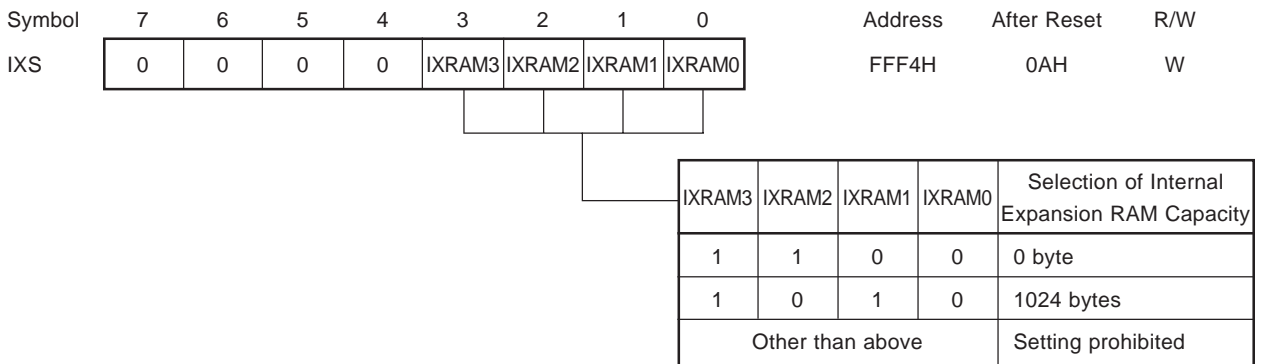 Symbol 7 6 5 4 3 2 1 0 Address After Reset R/W
IXS 0 0 0 0 IXRAM3 IXRAM2 IXRAM1 IXRAM0 FFF4H 0AH W
IXRAM3 IXRAM2 IXRAM1 IXRAM0 Selection of Internal
Expansion RAM Capacity
1 1 0 0 0 byte
1 0 1 0 1024 bytes
Other than above Setting prohibited